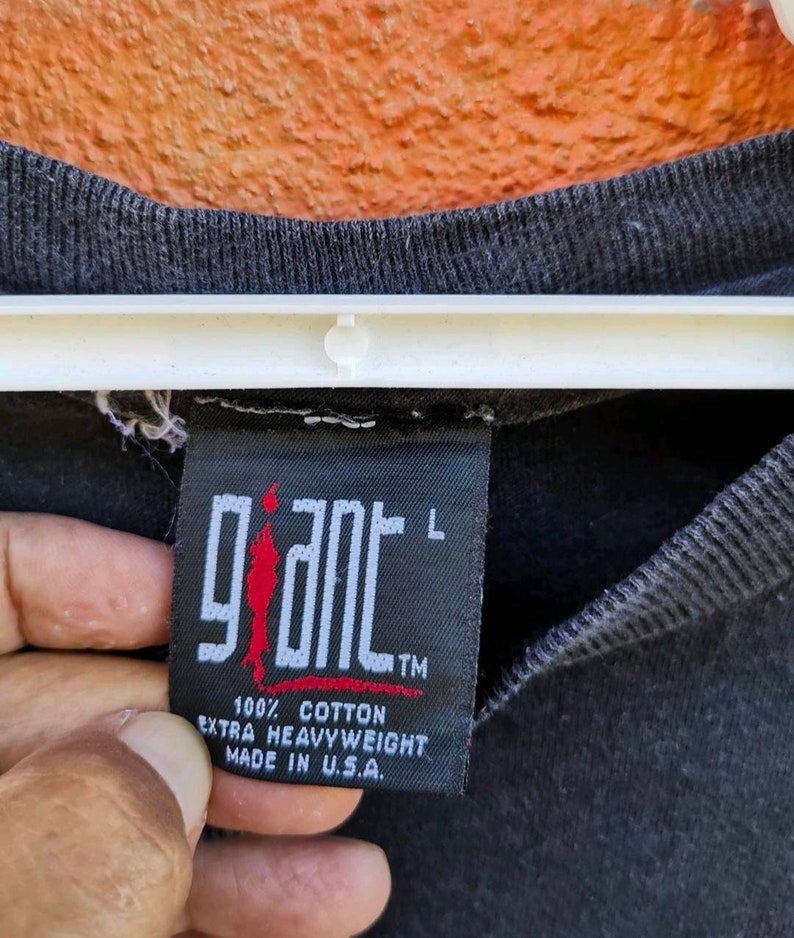 giant L
TM
100% COTTON
EXTRA HEAVYWEIGHT
MADE IN U.S.A.